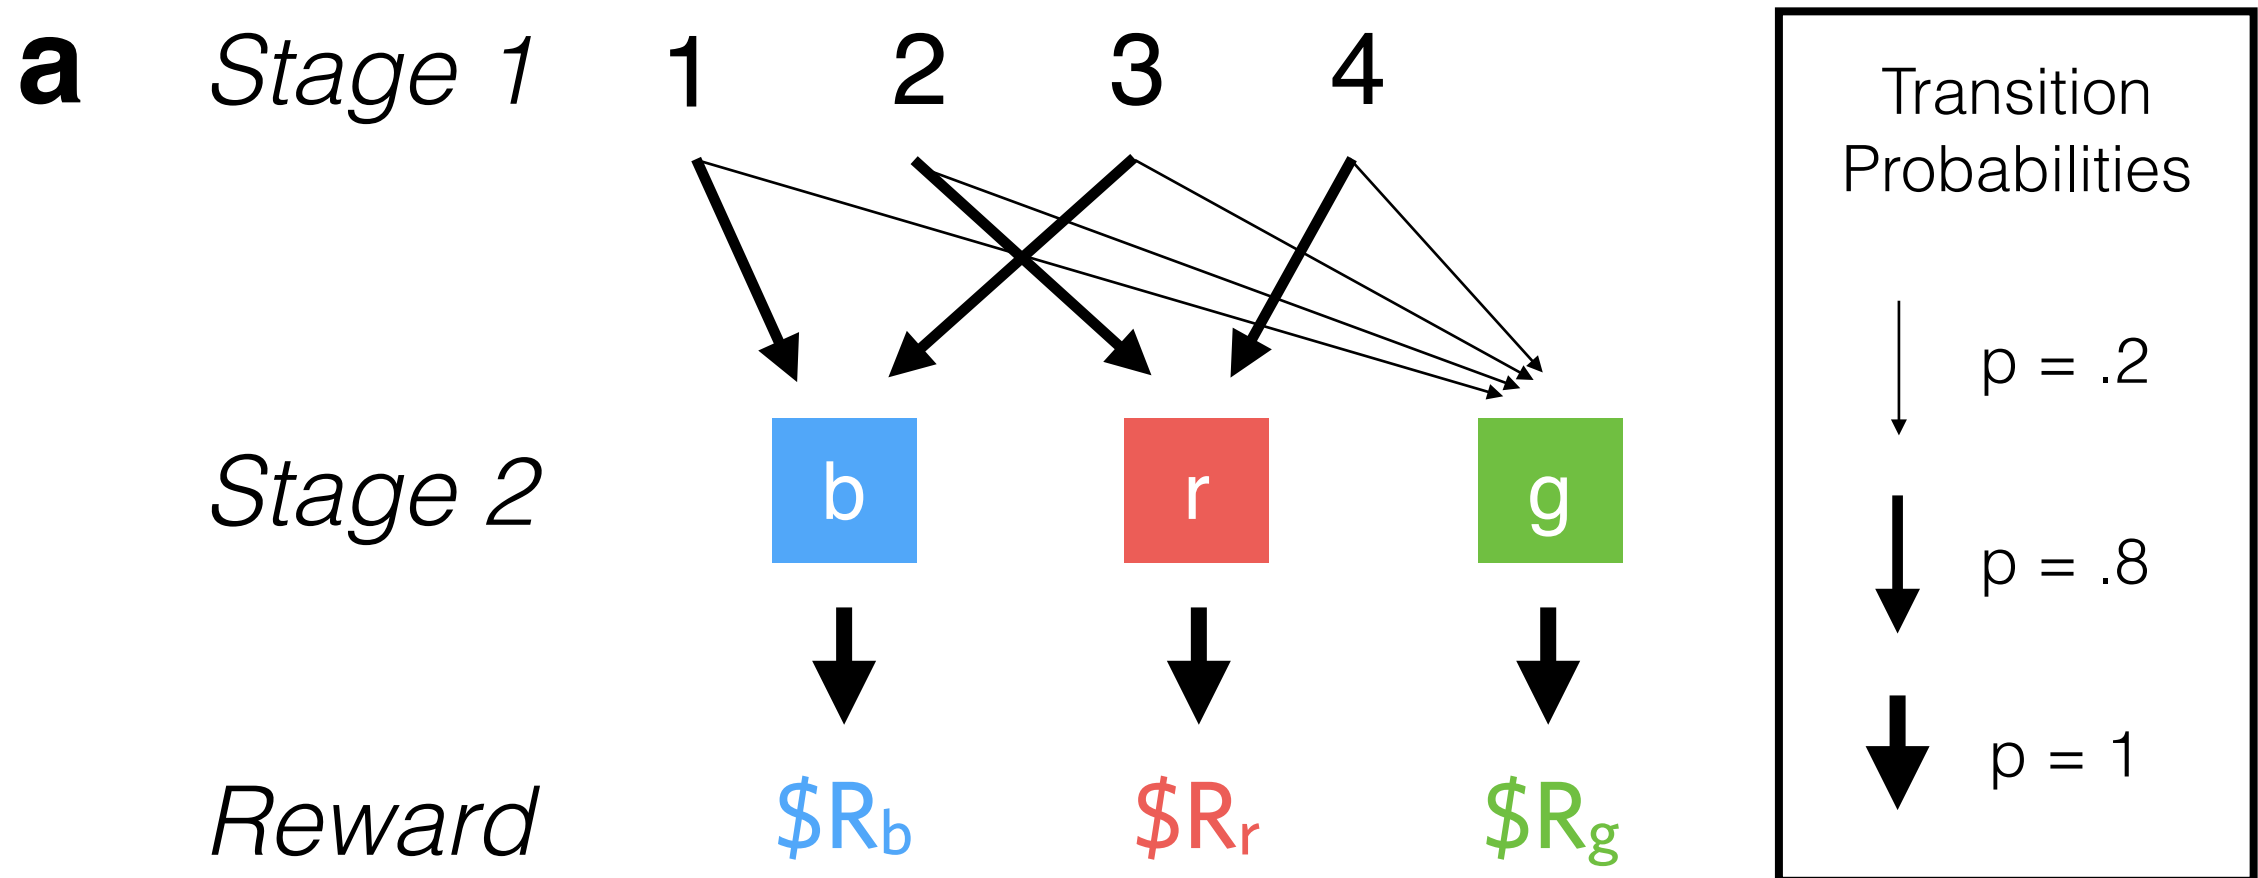 a Stage 1 1 2 3 4
Stage 2 b r g
Reward $Rb $Rr $Rg
Transition
Probabilities
p = .2
p = .8
p = 1